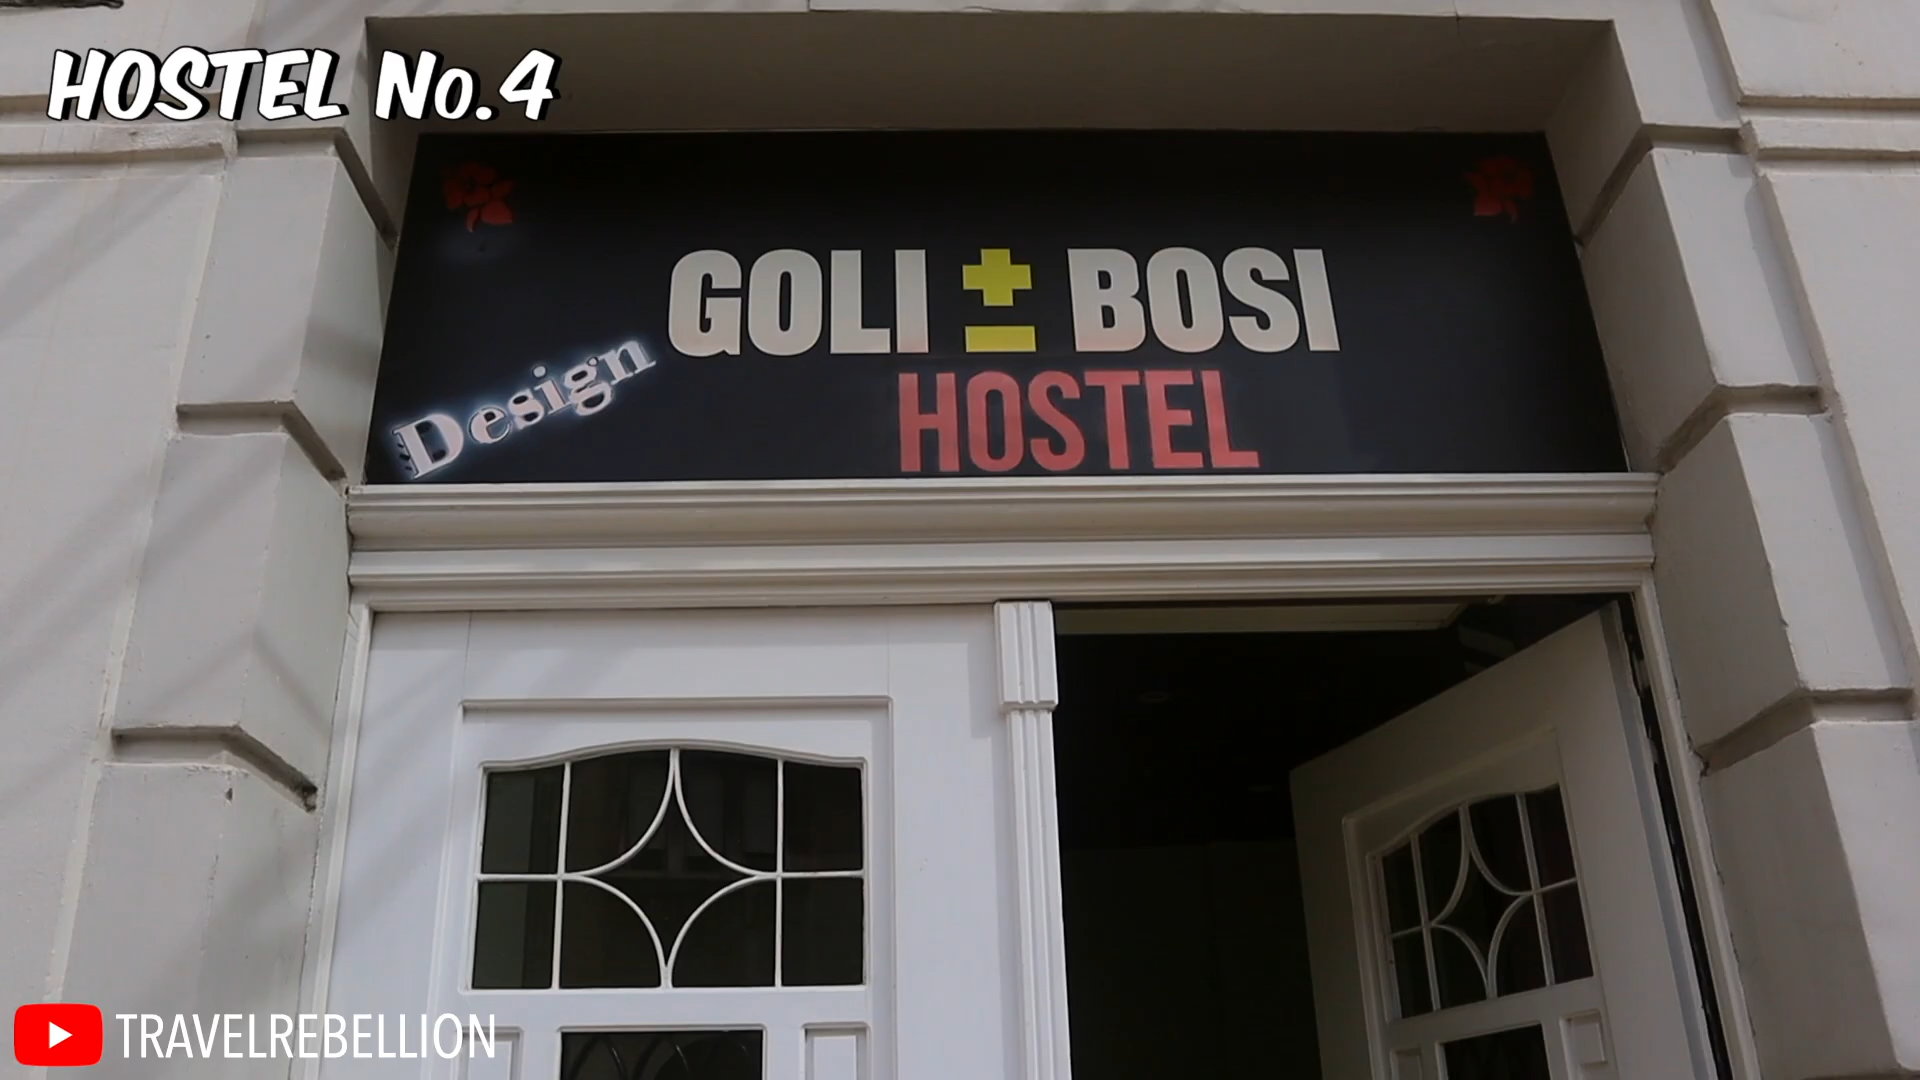 HOSTEL No.4
GOLI ± BOSI
Design
HOSTEL
TRAVELREBELLION